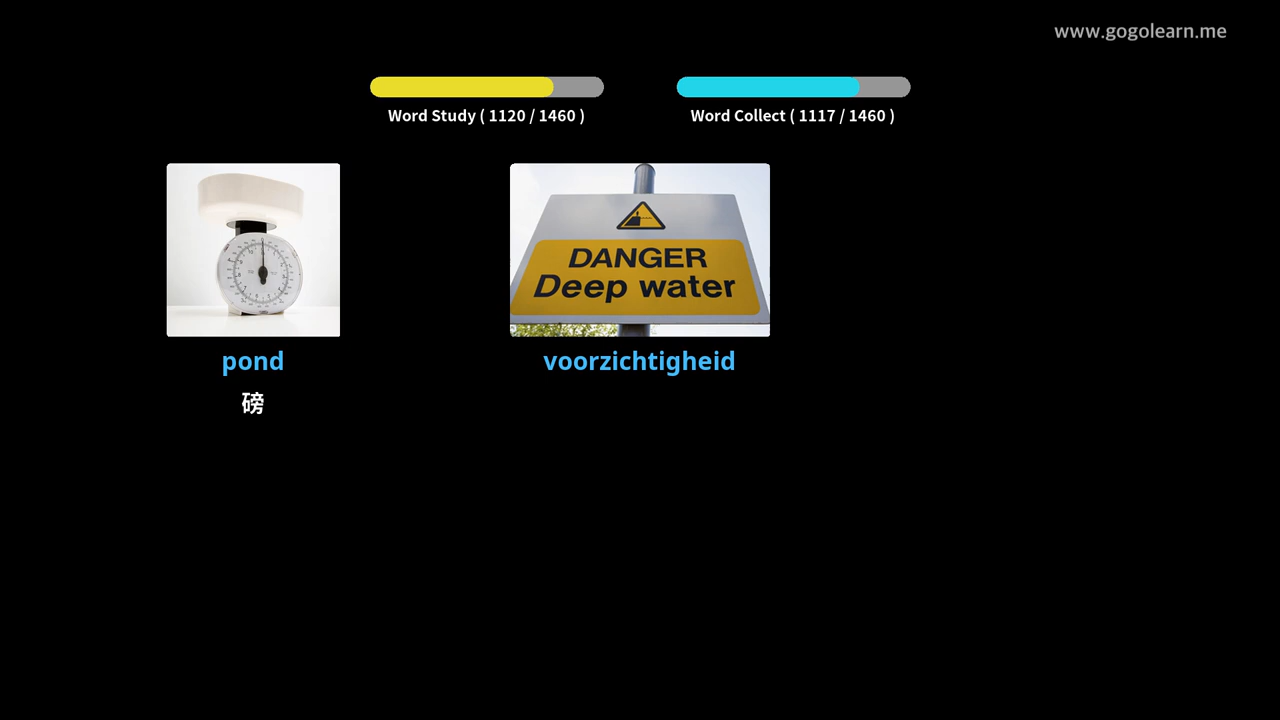 www.gogolearn.me
Word Study ( 1120 / 1460 )
Word Collect ( 1117 / 1460 )
DANGER
Deep water
pond
voorzichtigheid
磅